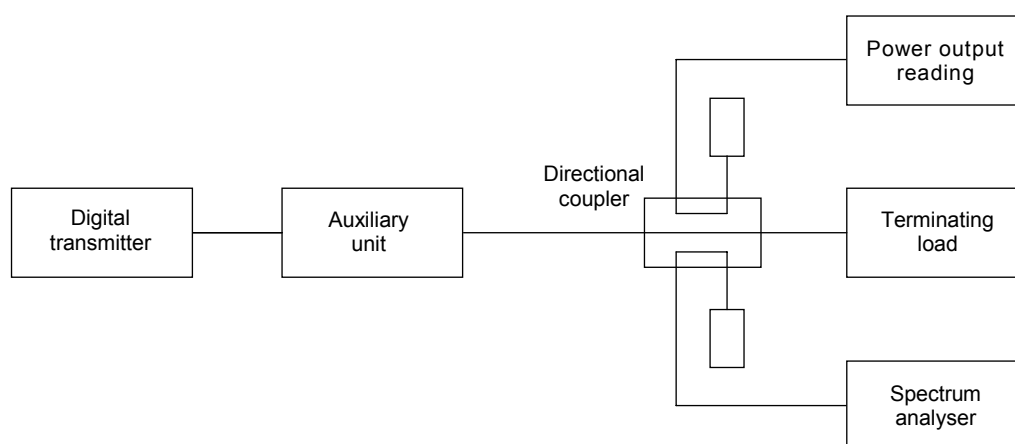 Power output
reading
Directional
coupler
Digital
transmitter
Auxiliary
unit
Terminating
load
Spectrum
analyser